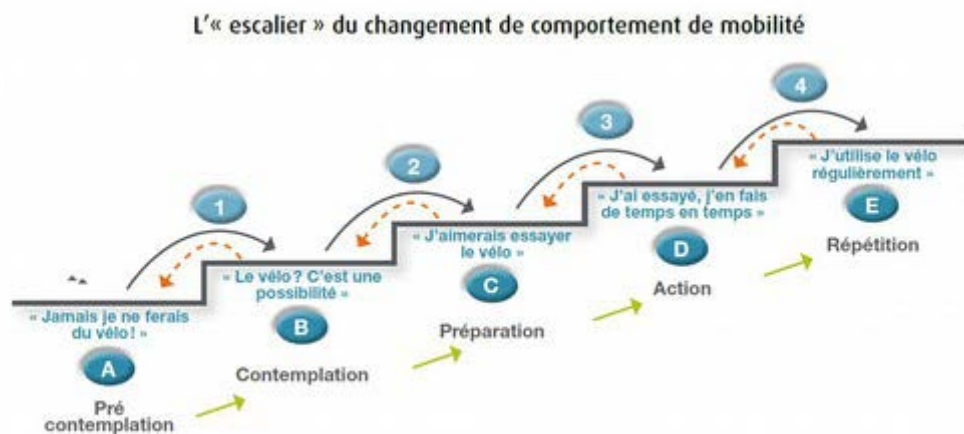 L'« escalier » du changement de comportement de mobilité
1
2
3
4
« Jamais je ne ferais
du vélo! »
A
Pré
contemplation
« Le vélo? C'est une
possibilité »
B
Contemplation
« J'aimerais essayer
le vélo »
C
Préparation
« J'ai essayé, j'en fais
de temps en temps »
D
Action
« J'utilise le vélo
régulièrement »
E
Répétition